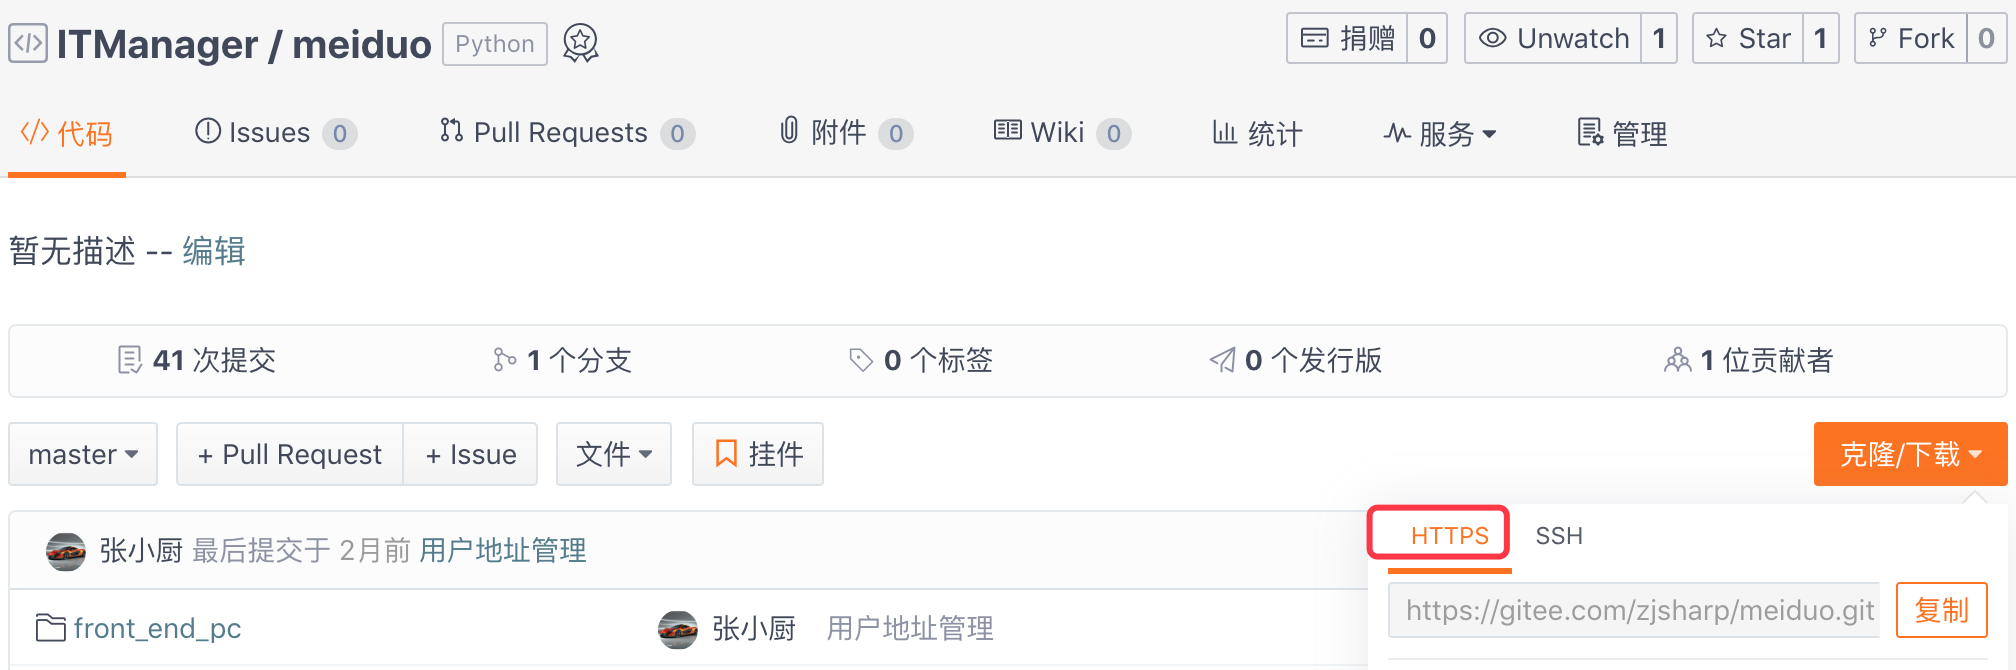 ITManager / meiduo Python 捐赠 0 Unwatch 1 Star 1 Fork 0
代码 Issues 0 Pull Requests 0 附件 0 Wiki 0 统计 服务 管理
暂无描述 -- 编辑
41 次提交 1 个分支 0 个标签 0 个发行版 1 位贡献者
master + Pull Request + Issue 文件 挂件 克隆/下载
HTTPS SSH
张小厨 最后提交于 2月前 用户地址管理
https://gitee.com/zjsharp/meiduo.git 复制
front_end_pc 张小厨 用户地址管理